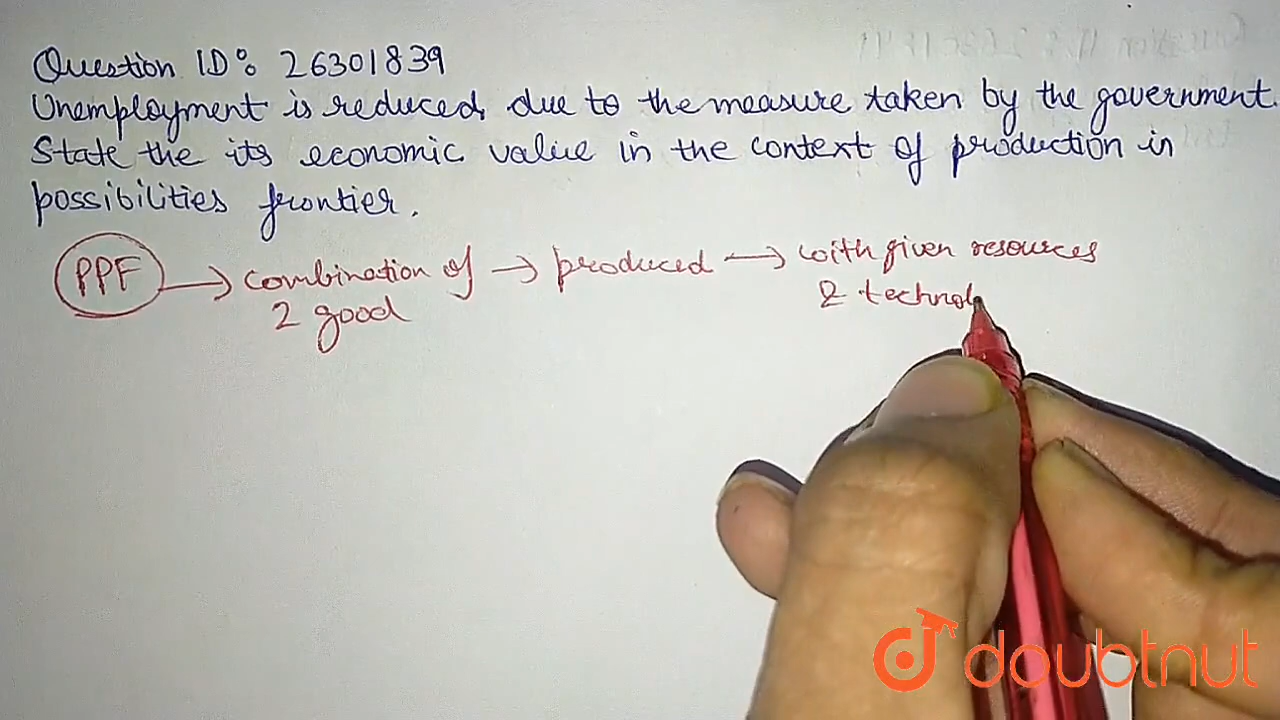 Question ID: 26301839
Unemployment is reduced, due to the measure taken by the government.
State the its economic value in the context of production in
possibilities frontier.
PPF → combination of → produced → with given resources
2 good
& technol
doubtnut